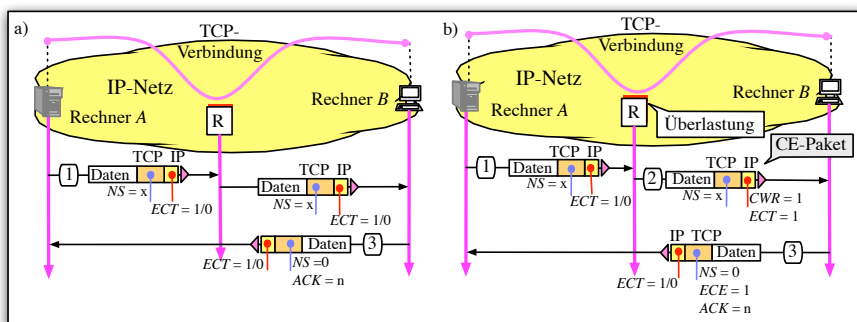 a)
TCP-
Verbindung
IP-Netz
Rechner B
Rechner A
R
1
TCP IP
Daten
NS = x
ECT = 1/0
TCP IP
Daten
NS = x
ECT = 1/0
Daten
3
ECT = 1/0
NS =0
ACK = n
b)
TCP-
Verbindung
IP-Netz
Rechner B
Rechner A
R
Überlastung
CE-Paket
1
TCP IP
Daten
NS = x
ECT = 1/0
2
TCP IP
Daten
NS = x
CWR = 1
ECT = 1
IP TCP
Daten
3
ECT = 1/0
NS = 0
ECE = 1
ACK = n